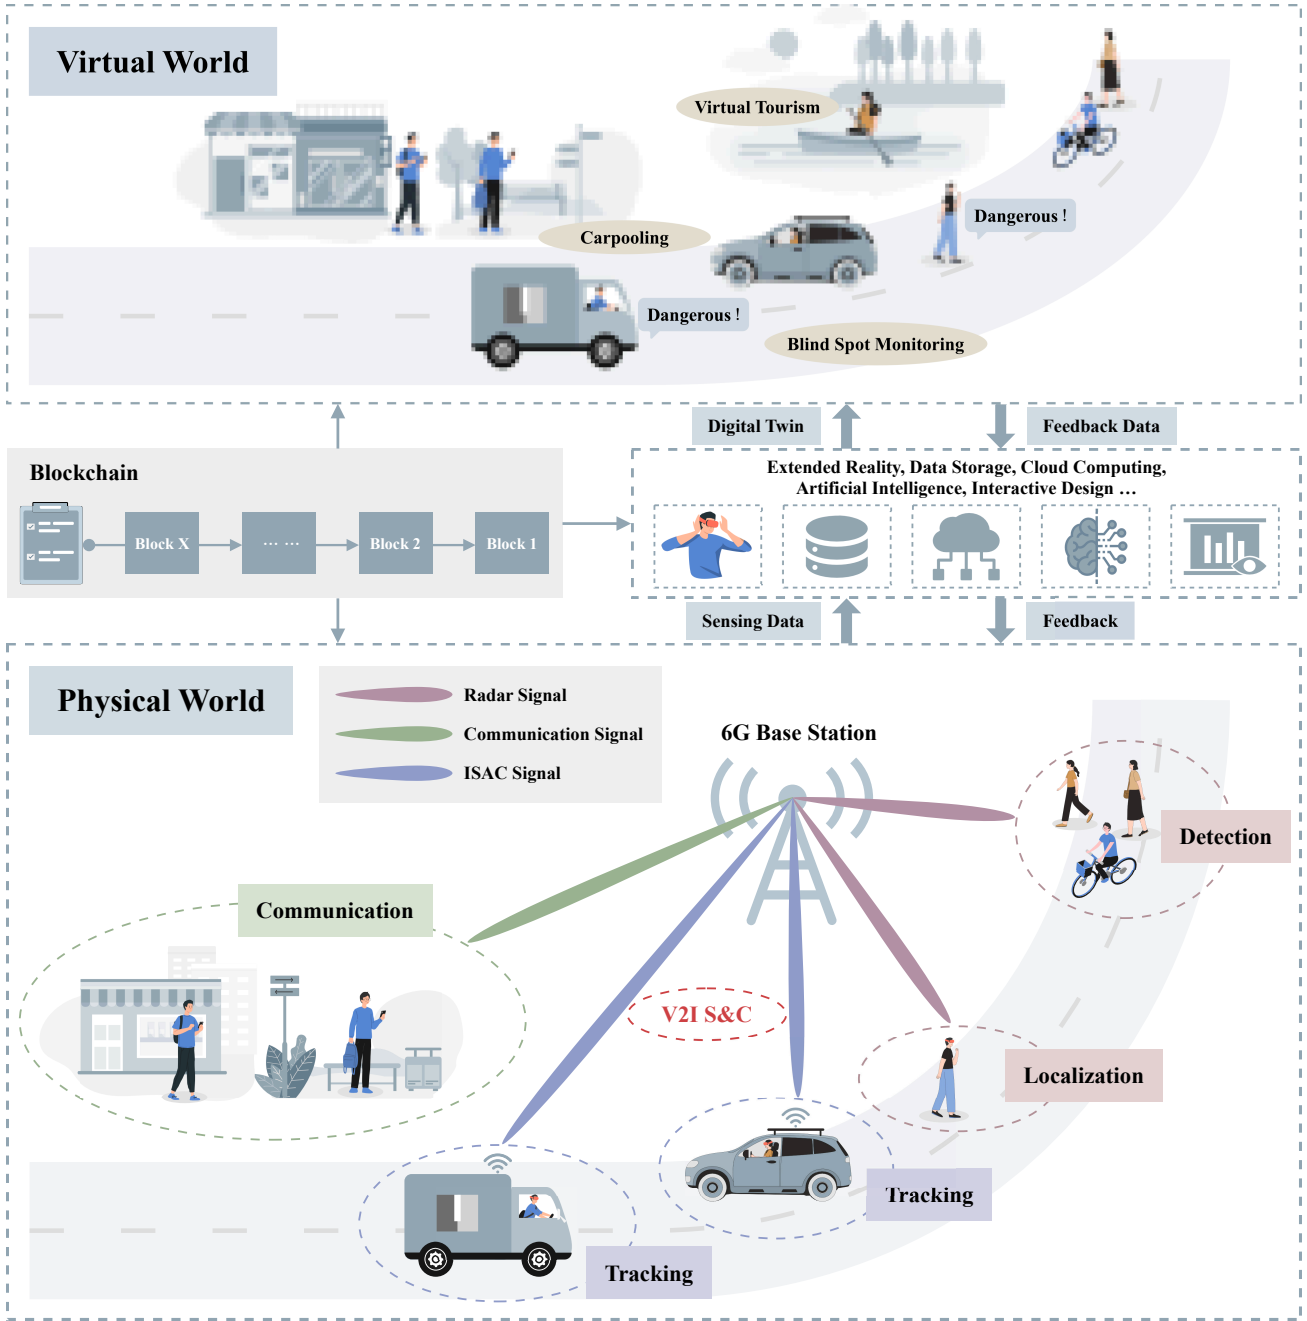 Virtual World
Virtual Tourism
Dangerous !
Carpooling
Dangerous !
Blind Spot Monitoring
Digital Twin
Feedback Data
Blockchain
Block X
... ...
Block 2
Block 1
Extended Reality, Data Storage, Cloud Computing,
Artificial Intelligence, Interactive Design ...
Sensing Data
Feedback
Physical World
Radar Signal
Communication Signal
ISAC Signal
6G Base Station
Detection
Communication
V2I S&C
Localization
Tracking
Tracking